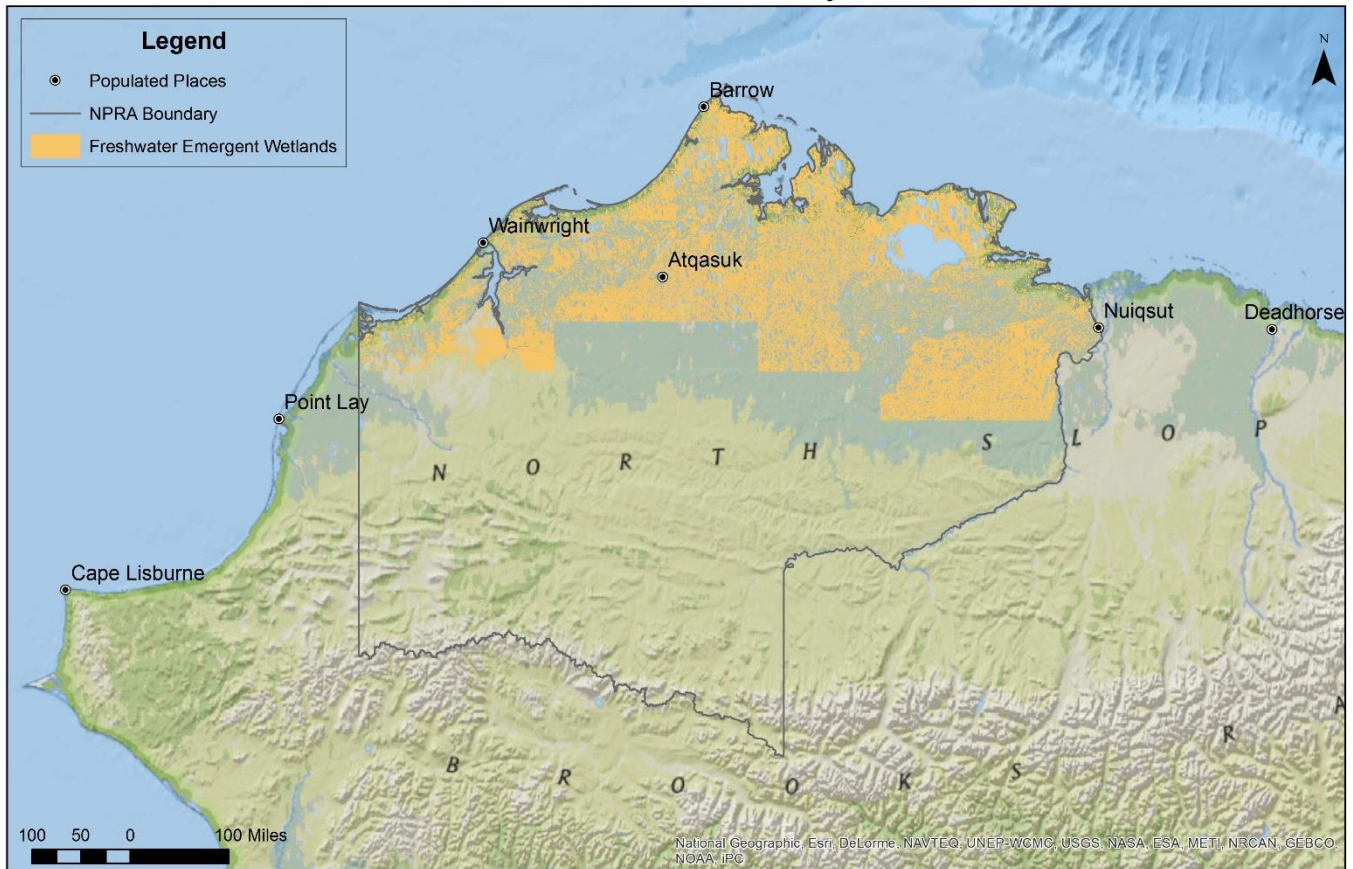 Legend
Populated Places
NPRA Boundary
Freshwater Emergent Wetlands
N
Barrow
Wainwright
Atqasuk
Nuiqsut
Deadhorse
Point Lay
N O R T H S L O P
Cape Lisburne
B R O O K S R A
100 50 0 100 Miles
National Geographic, Esri, DeLorme, NAVTEQ, UNEP-WCMC, USGS, NASA, ESA, METI, NRCAN, GEBCO,
NOAA, iPC